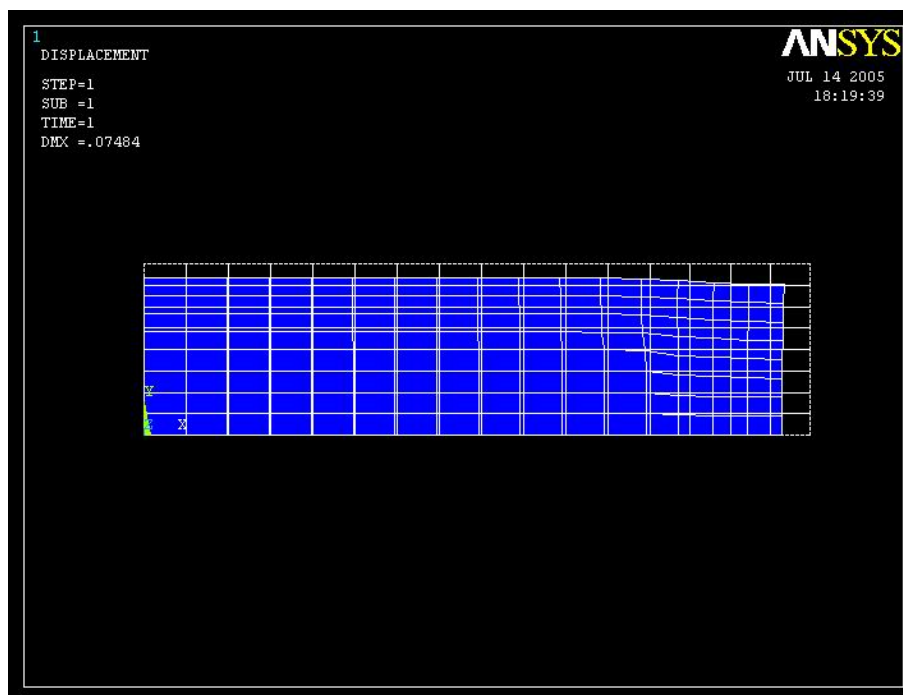 1
DISPLACEMENT
STEP=1
SUB =1
TIME=1
DMX =.07484
ANSYS
JUL 14 2005
18:19:39
Y
X